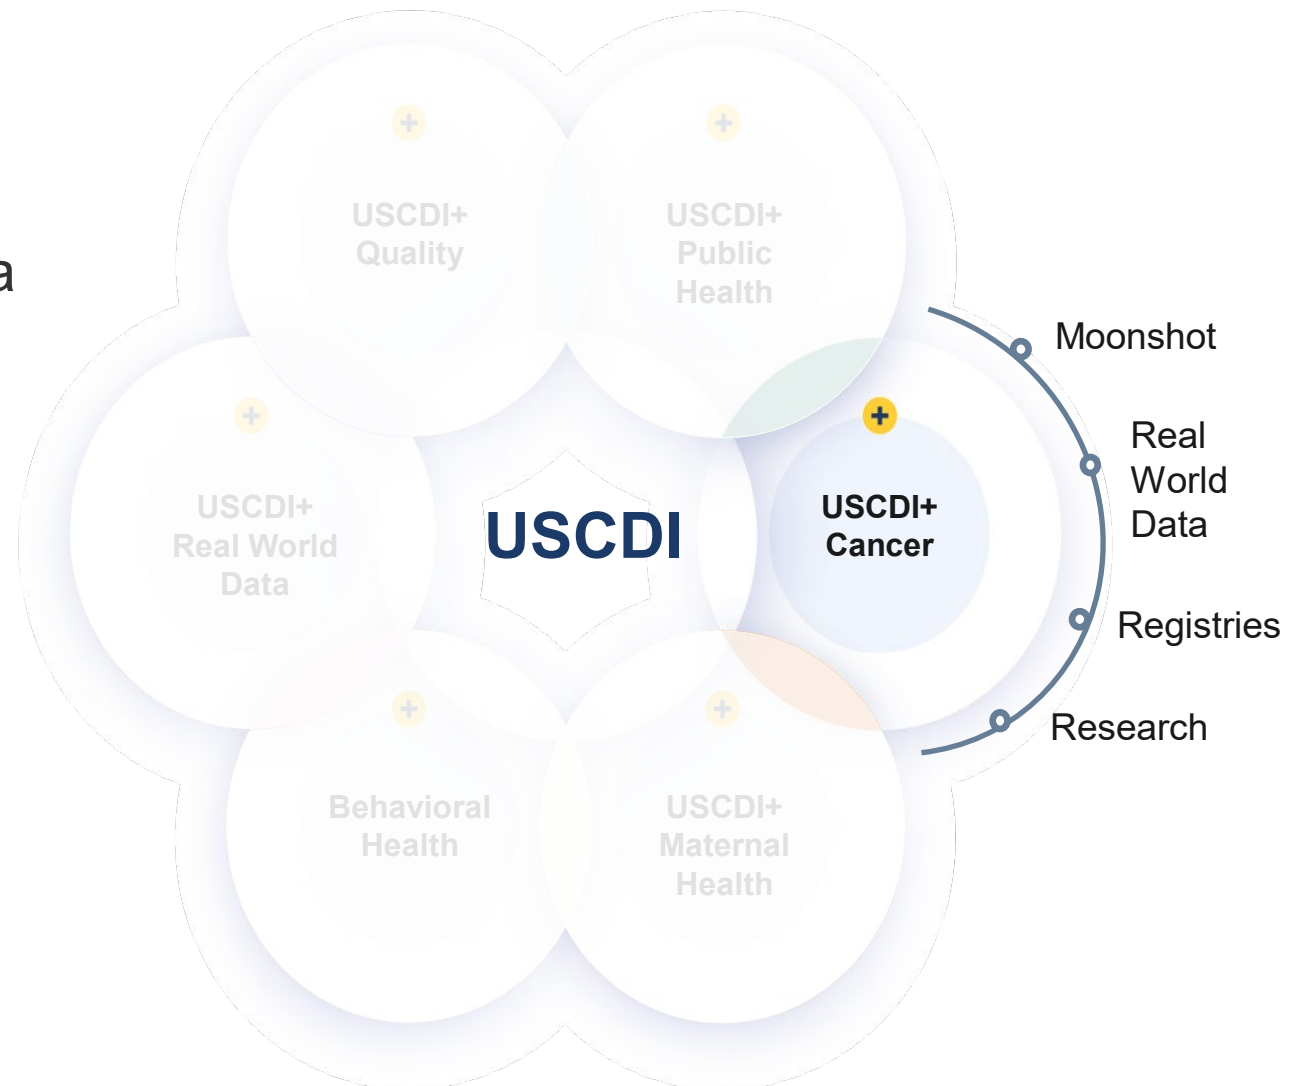 USCDI+
Quality
USCDI+
Public
Health
a
Moonshot
Real
World
Data
USCDI+
Real World
Data
USCDI
USCDI+
Cancer
Registries
Research
Behavioral
Health
USCDI+
Maternal
Health